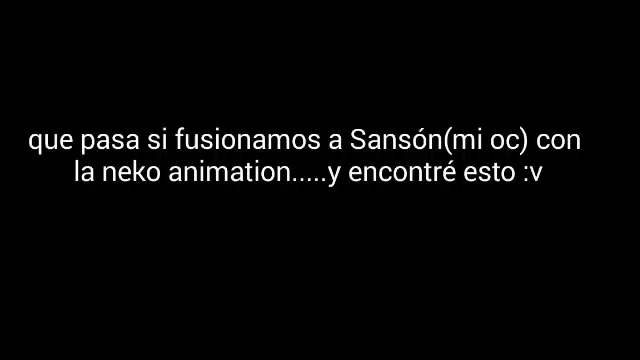 que pasa si fusionamos a Sansón(mi oc) con
la neko animation.....y encontré esto :v